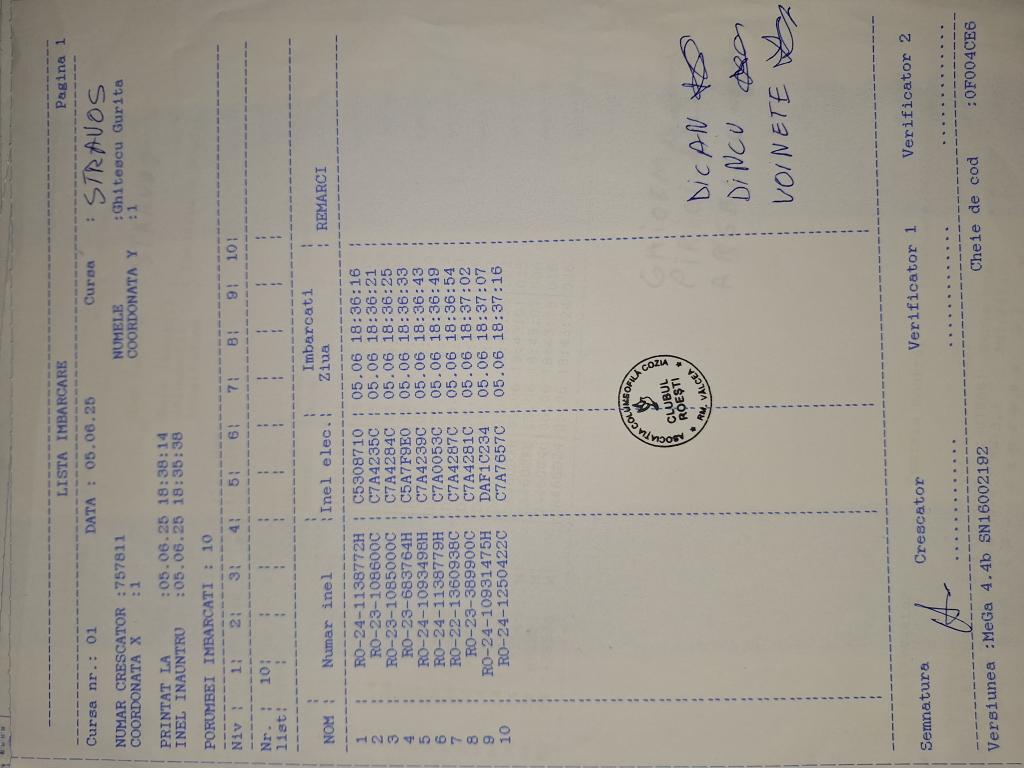 LISTA IMBARCARE Pagina 1
Cursa nr.: 01 DATA : 05.06.25 Cursa : STRAVOS
NUMAR CRESCATOR :757811 NUMELE :Ghitescu Gurita
COORDONATA X :1 COORDONATA Y :1
PRINTAT LA :05.06.25 18:38:14
INEL INAUNTRU :05.06.25 18:35:38
PORUMBEI IMBARCATI : 10
Niv ¦ 1¦ 2¦ 3¦ 4¦ 5¦ 6¦ 7¦ 8¦ 9¦ 10¦
Nr. ¦ 10¦ ¦ ¦ ¦ ¦ ¦ ¦ ¦ ¦ ¦
list¦ ¦ ¦ ¦ ¦ ¦ ¦ ¦ ¦ ¦ ¦
Imbarcati
NOM ¦ Numar inel ¦Inel elec.¦ Ziua ¦ REMARCI
1 ¦ RO-24-1138772H ¦ C5308710 ¦ 05.06 18:36:16 ¦
2 ¦ RO-23-108600C ¦ C7A4235C ¦ 05.06 18:36:21 ¦
3 ¦ RO-23-1085000C ¦ C7A4284C ¦ 05.06 18:36:25 ¦
4 ¦ RO-23-683764H ¦ C5A7F9E0 ¦ 05.06 18:36:33 ¦
5 ¦ RO-24-1093498H ¦ C7A4239C ¦ 05.06 18:36:43 ¦
6 ¦ RO-24-1138779H ¦ C7A0053C ¦ 05.06 18:36:49 ¦
7 ¦ RO-22-1360938C ¦ C7A4287C ¦ 05.06 18:36:54 ¦
8 ¦ RO-23-389900C ¦ C7A4281C ¦ 05.06 18:37:02 ¦
9 ¦ RO-24-10931475H ¦ DAF1C234 ¦ 05.06 18:37:07 ¦
10 ¦ RO-24-1250422C ¦ C7A7657C ¦ 05.06 18:37:16 ¦
ASOCIAȚIA COLUMBOFILĂ COZIA
CLUBUL
ROEȘTI
RM. VÂLCEA
DICAN
DINCU
VOINETE
Semnatura Crescator Verificator 1 Verificator 2
Versiunea :MeGa 4.4b SN16002192 Cheie de cod :0F004CE6